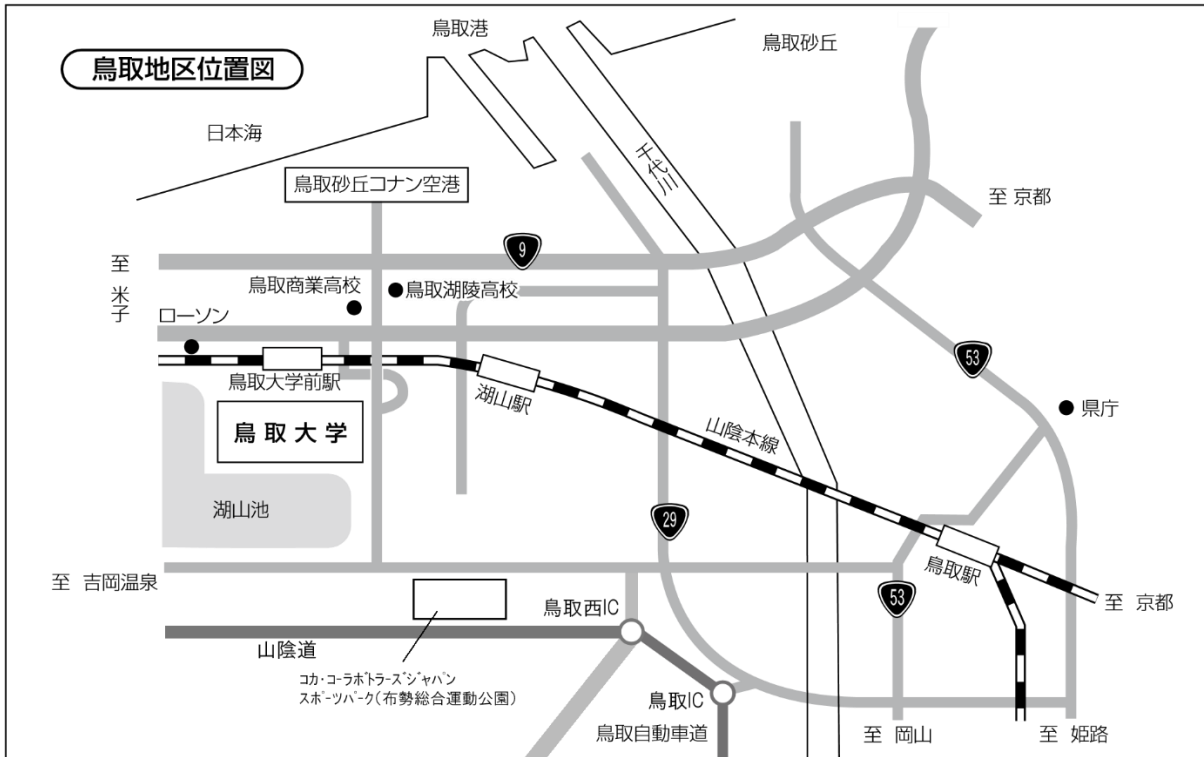 鳥取地区位置図
鳥取港
鳥取砂丘
日本海
千代川
鳥取砂丘コナン空港
至 京都
至 米子
9
鳥取商業高校
鳥取湖陵高校
ローソン
鳥取大学前駅
湖山駅
53
県庁
鳥取大学
山陰本線
湖山池
29
鳥取駅
至 吉岡温泉
53
至 京都
鳥取西IC
山陰道
コカ・コーラボトラーズジャパン
スポーツパーク(布勢総合運動公園)
鳥取IC
鳥取自動車道
至 岡山
至 姫路